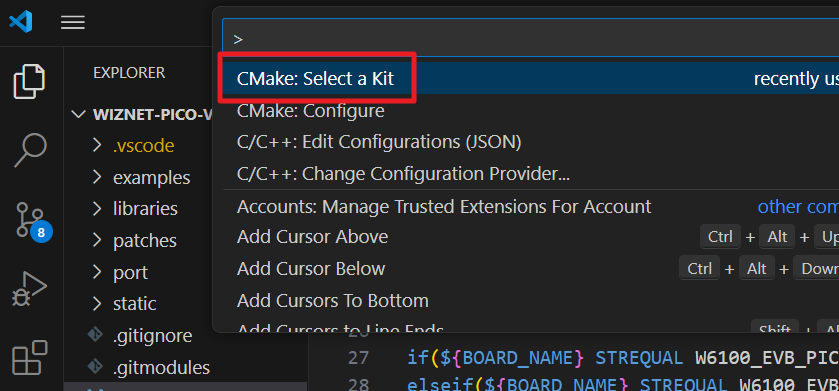 >
EXPLORER
CMake: Select a Kit recently us
WIZNET-PICO-V
CMake: Configure
.vscode
C/C++: Edit Configurations (JSON)
examples
C/C++: Change Configuration Provider...
libraries
Accounts: Manage Trusted Extensions For Account other com
8
patches
Add Cursor Above Ctrl + Alt + Up
port
Add Cursor Below Ctrl + Alt + Down
static
Add Cursors To Bottom
.gitignore
Add Cursors to Line Ends Shift + Al
27 if(${BOARD_NAME} STREQUAL W6100_EVB_PIC
.gitmodules
28 elseif(${BOARD_NAME} STREQUAL W6100_EVB